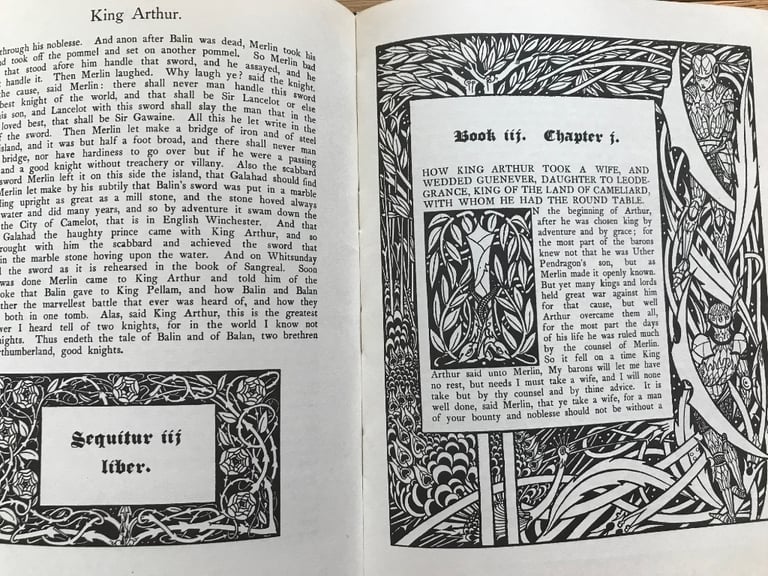 King Arthur.
through his noblesse. And anon after Balin was dead, Merlin took his
took off the pommel and set on another pommel. So Merlin bad
that stood afore him handle that sword, and he assayed, and he
handle it. Then Merlin laughed. Why laugh ye? said the knight.
the cause, said Merlin: there shall never man handle this sword
best knight of the world, and that shall be Sir Lancelot or else
his son, and Lancelot with this sword shall slay the man that in the
loved best, that shall be Sir Gawaine. All this he let write in the
of the sword. Then Merlin let make a bridge of iron and of steel
island, and it was but half a foot broad, and there shall never man
bridge, nor have hardiness to go over but if he were a passing
and a good knight without treachery or villany. Also the scabbard
sword Merlin left it on this side the island, that Galahad should find
Merlin let make by his subtily that Balin's sword was put in a marble
ding upright as great as a mill stone, and the stone hoved always
water and did many years, and so by adventure it swam down the
the City of Camelot, that is in English Winchester. And that
Galahad the haughty prince came with King Arthur, and so
brought with him the scabbard and achieved the sword that
in the marble stone hoving upon the water. And on Whitsunday
the sword as it is rehearsed in the book of Sangreal. Soon
was done Merlin came to King Arthur and told him of the
oke that Balin gave to King Pellam, and how Balin and Balan
ther the marvellest battle that ever was heard of, and how they
both in one tomb. Alas, said King Arthur, this is the greatest
ver I heard tell of two knights, for in the world I know not
nights. Thus endeth the tale of Balin and of Balan, two brethren
rthumberland, good knights.
Sequitur iij
liber.
Book iij. Chapter j.
HOW KING ARTHUR TOOK A WIFE, AND
WEDDED GUENEVER, DAUGHTER TO LEODE-
GRANCE, KING OF THE LAND OF CAMELIARD,
WITH WHOM HE HAD THE ROUND TABLE.
IN the beginning of Arthur,
after he was chosen king by
adventure and by grace; for
the most part of the barons
knew not that he was Uther
Pendragon's son, but as
Merlin made it openly known.
But yet many kings and lords
held great war against him
for that cause, but well
Arthur overcame them all,
for the most part the days
of his life he was ruled much
by the counsel of Merlin.
So it fell on a time King
Arthur said unto Merlin, My barons will let me have
no rest, but needs I must take a wife, and I will none
take but by thy counsel and by thine advice. It is
well done, said Merlin, that ye take a wife, for a man
of your bounty and noblesse should not be without a